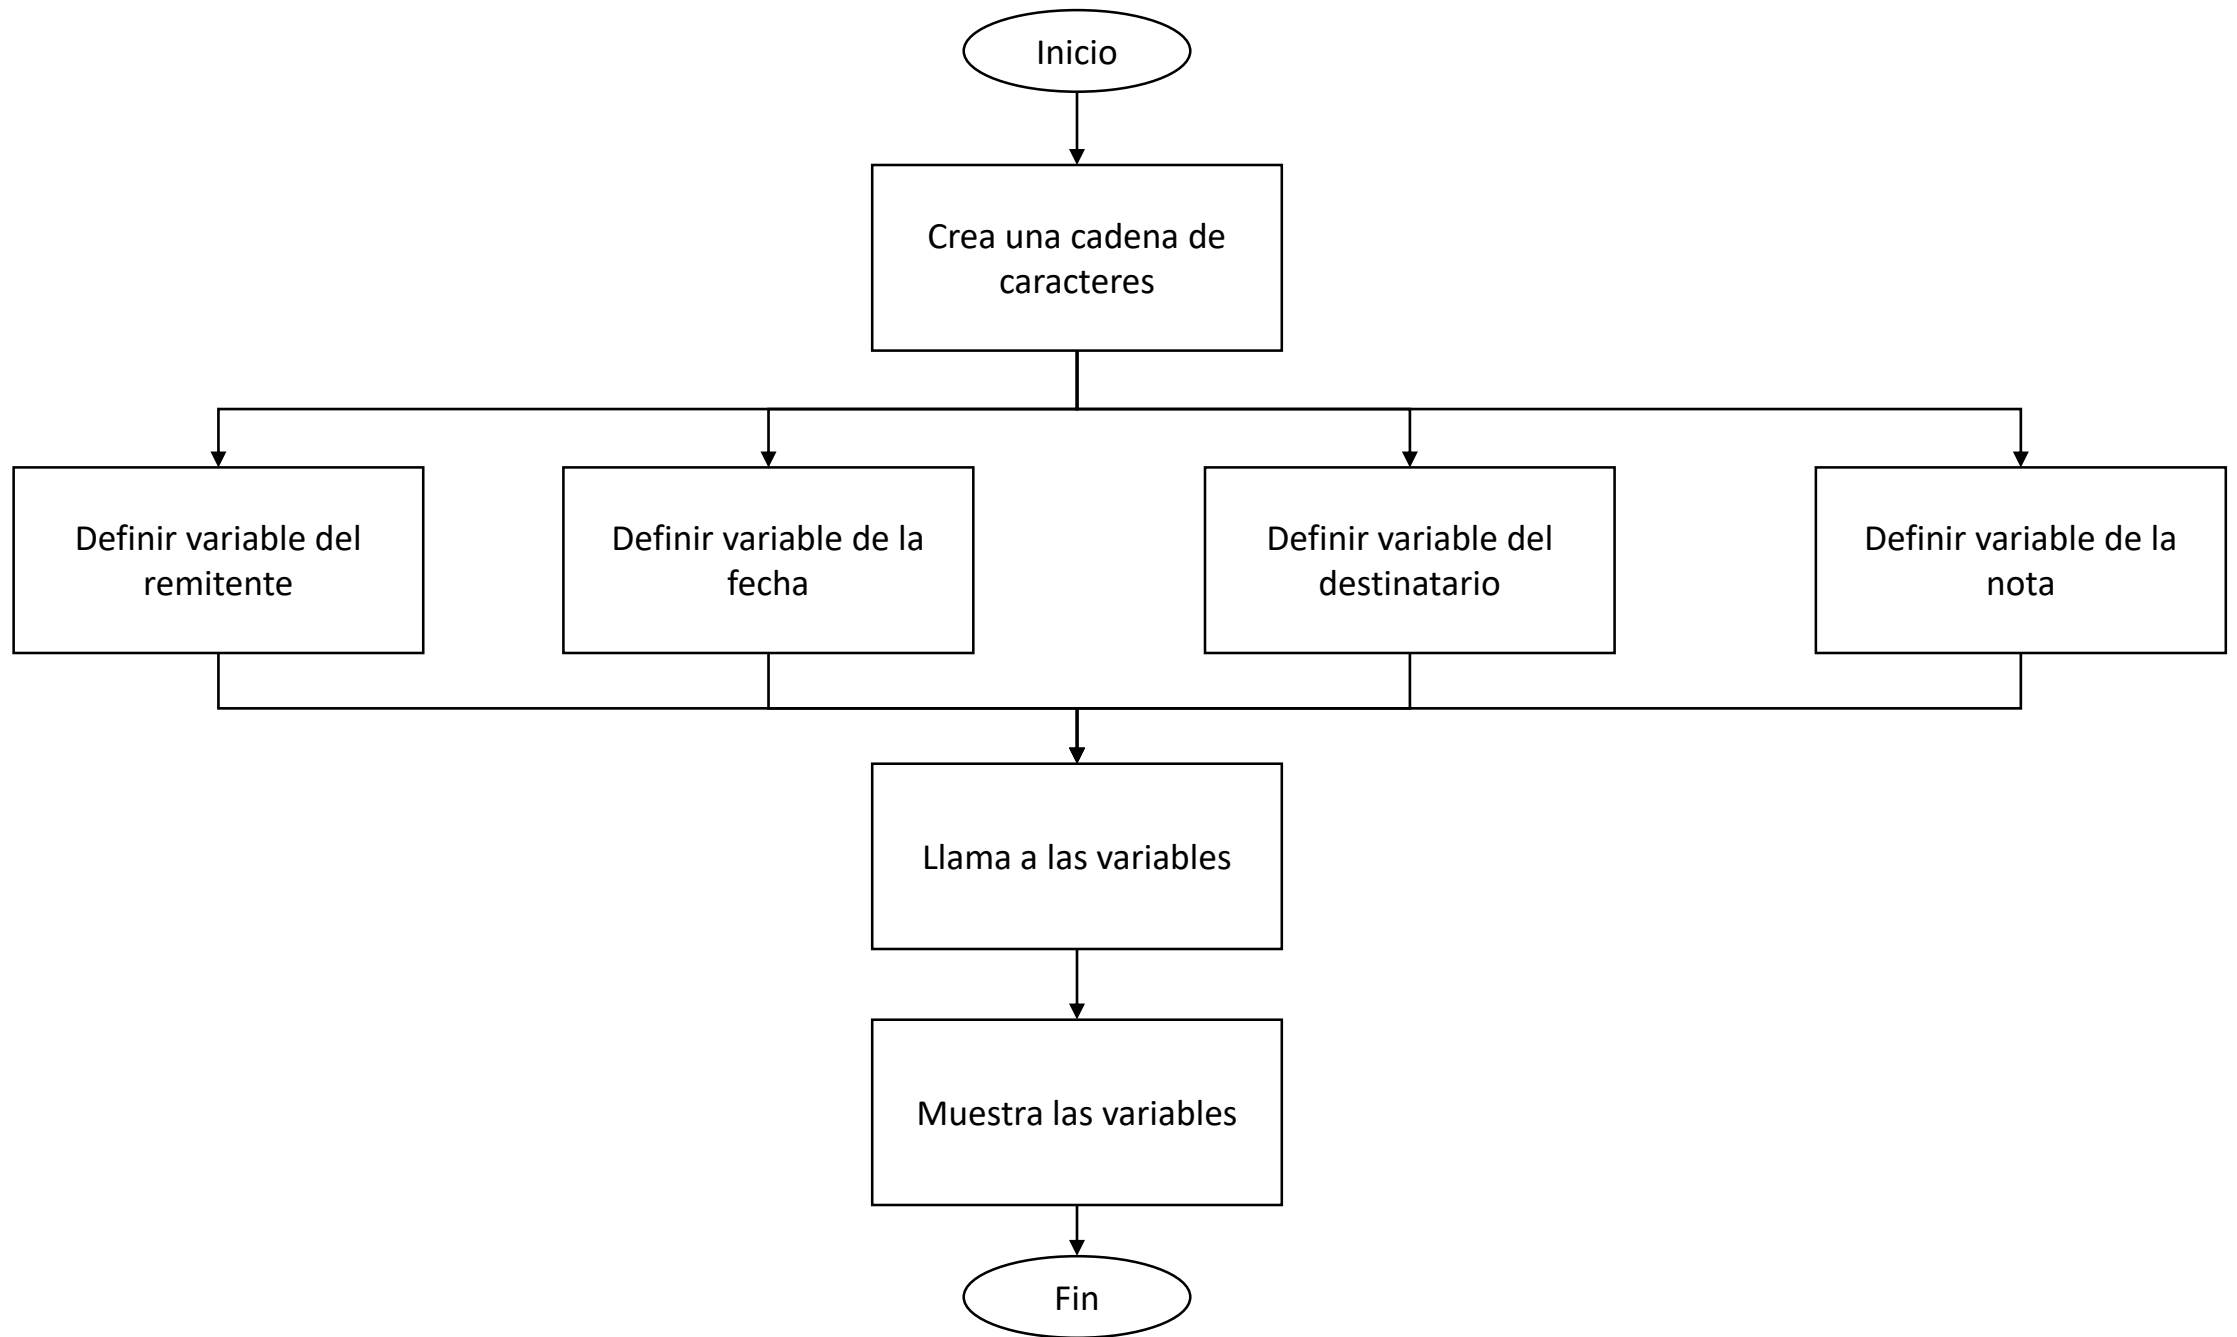 Inicio
Crea una cadena de
caracteres
Definir variable del
remitente
Definir variable de la
fecha
Definir variable del
destinatario
Definir variable de la
nota
Llama a las variables
Muestra las variables
Fin